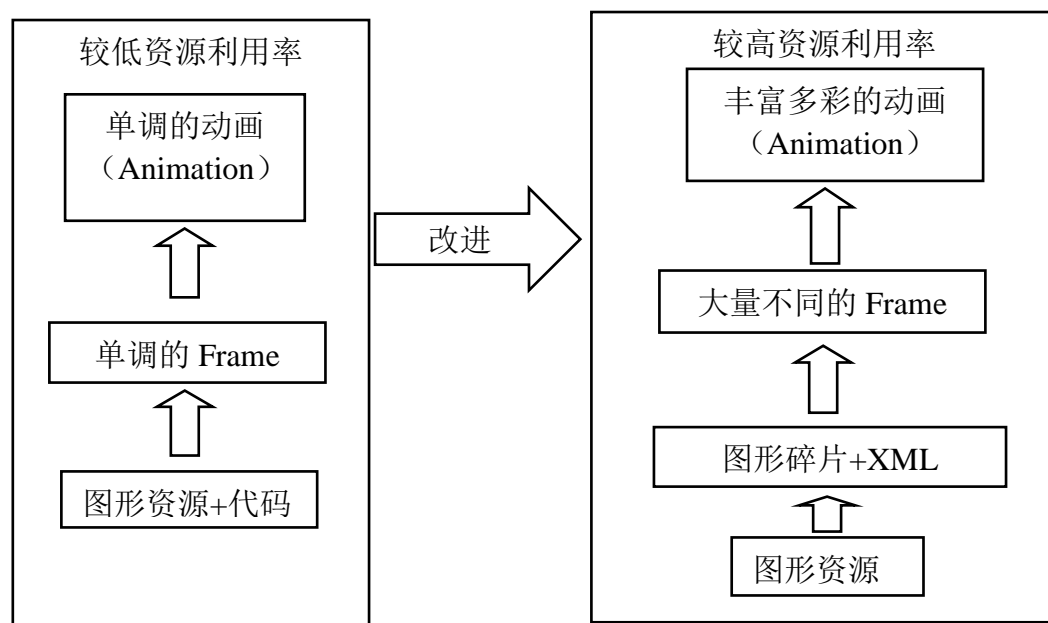 较低资源利用率
单调的动画
（Animation）
单调的 Frame
图形资源+代码
改进
较高资源利用率
丰富多彩的动画
（Animation）
大量不同的 Frame
图形碎片+XML
图形资源